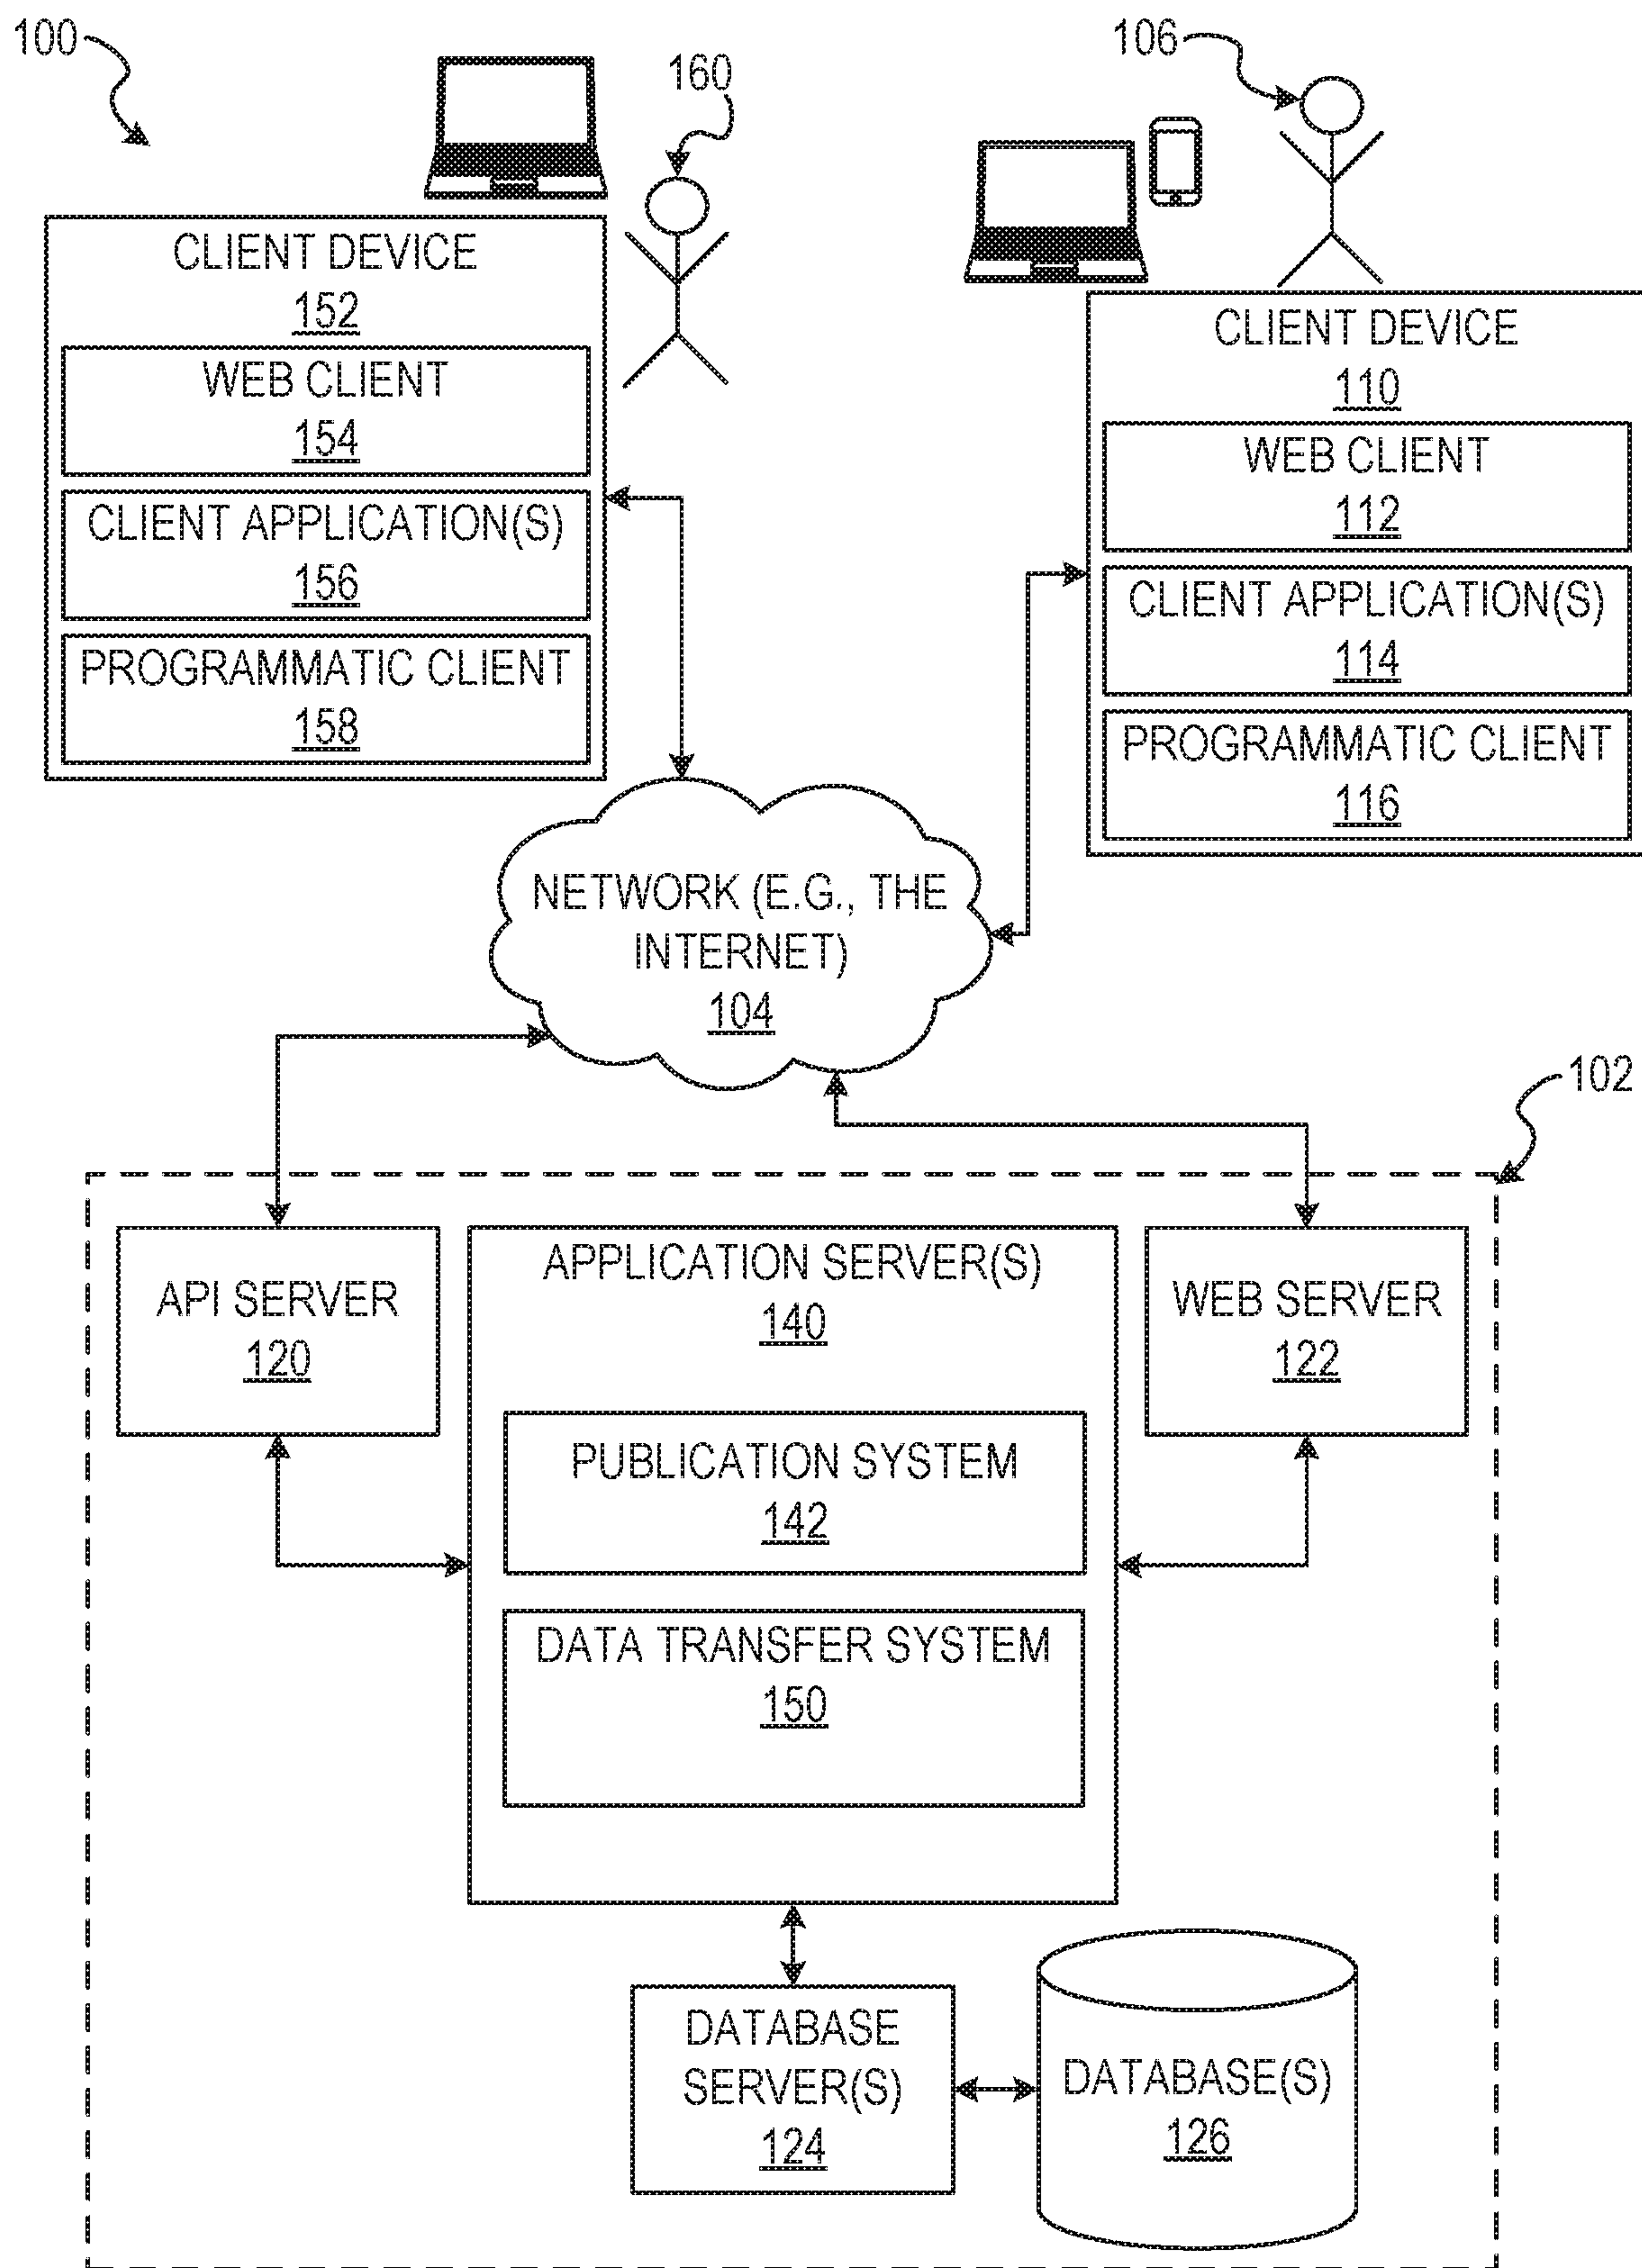 100
160
106
CLIENT DEVICE
152
WEB CLIENT
154
CLIENT APPLICATION(S)
156
PROGRAMMATIC CLIENT
158
CLIENT DEVICE
110
WEB CLIENT
112
CLIENT APPLICATION(S)
114
PROGRAMMATIC CLIENT
116
NETWORK (E.G., THE
INTERNET)
104
102
API SERVER
120
APPLICATION SERVER(S)
140
PUBLICATION SYSTEM
142
DATA TRANSFER SYSTEM
150
WEB SERVER
122
DATABASE
SERVER(S)
124
DATABASE(S)
126